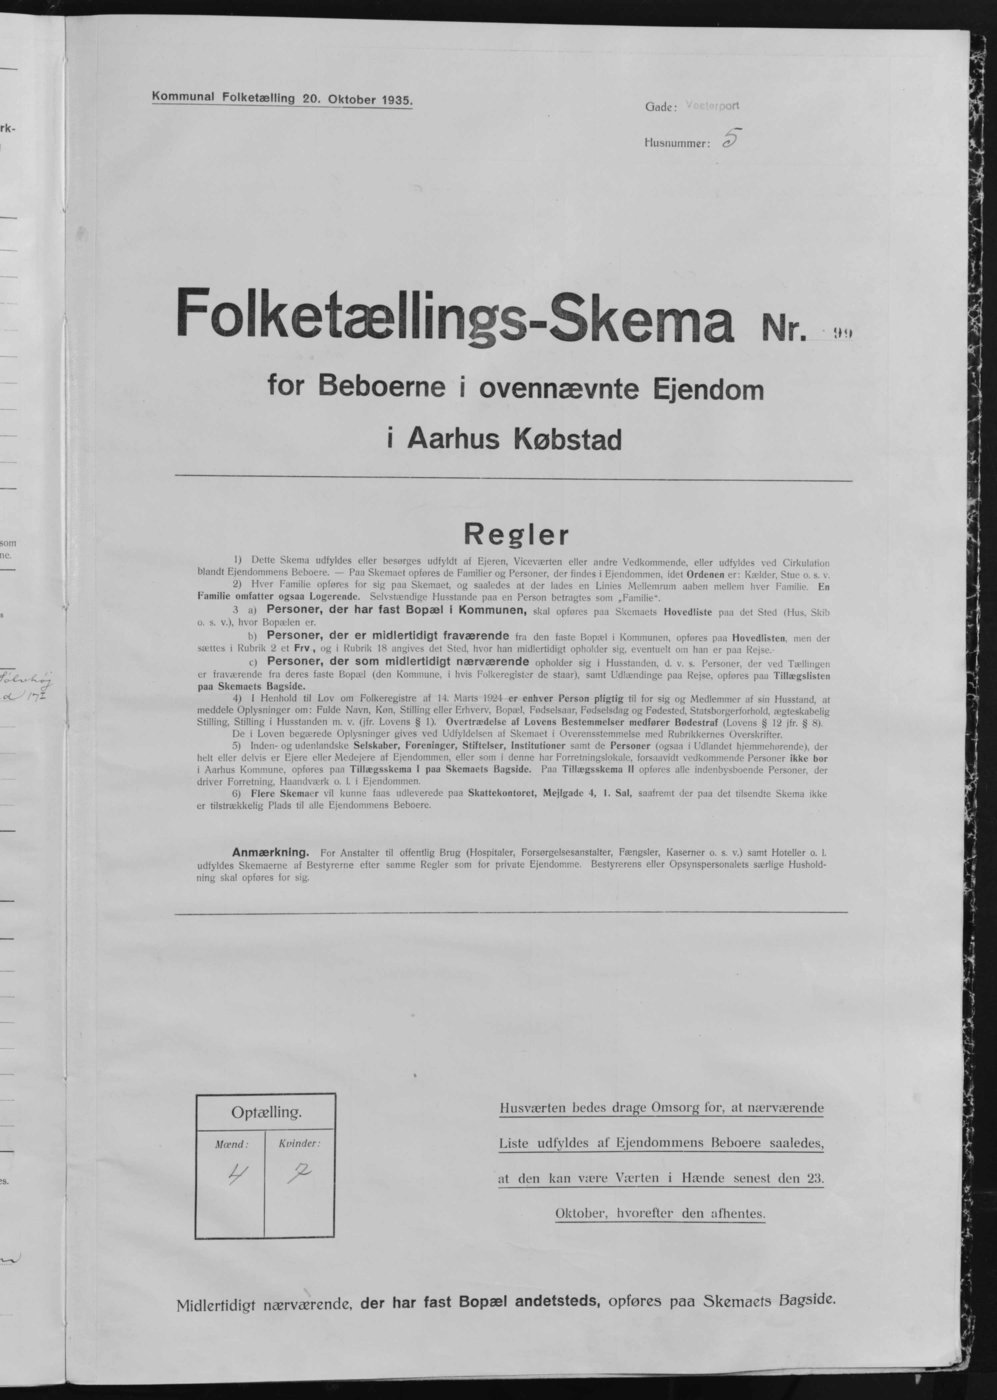 Kommunal Folketælling 20. Oktober 1935.
Gade: Vesterport
Husnummer: 5
Folketællings-Skema Nr. 99
for Beboerne i ovennævnte Ejendom
i Aarhus Købstad
Regler
1) Dette Skema udfyldes eller besørges udfyldt af Ejeren, Viceværten eller andre Vedkommende, eller udfyldes ved Cirkulation
blandt Ejendommens Beboere. — Paa Skemaet opføres de Familier og Personer, der findes i Ejendommen, idet Ordenen er: Kælder, Stue o. s. v.
2) Hver Familie opføres for sig paa Skemaet, og saaledes at der lades en Linies Mellemrum aaben mellem hver Familie. En
Familie omfatter ogsaa Logerende. Selvstændige Husstande paa en Person betragtes som „Familie“.
3 a) Personer, der har fast Bopæl i Kommunen, skal opføres paa Skemaets Hovedliste paa det Sted (Hus, Skib
o. s. v.), hvor Bopælen er.
b) Personer, der er midlertidigt fraværende fra den faste Bopæl i Kommunen, opføres paa Hovedlisten, men der
sættes i Rubrik 2 et Frv., og i Rubrik 18 angives det Sted, hvor han midlertidigt opholder sig, eventuelt om han er paa Rejse.
c) Personer, der som midlertidigt nærværende opholder sig i Husstanden, d. v. s. Personer, der ved Tællingen
er fraværende fra deres faste Bopæl (den Kommune, i hvis Folkeregister de staar), samt Udlændinge paa Rejse, opføres paa Tillægslisten
paa Skemaets Bagside.
4) I Henhold til Lov om Folkeregistre af 14. Marts 1924 er enhver Person pligtig til for sig og Medlemmer af sin Husstand, at
meddele Oplysninger om: Fulde Navn, Køn, Stilling eller Erhverv, Bopæl, Fødselsaar, Fødselsdag og Fødested, Statsborgerforhold, ægteskabelig
Stilling, Stilling i Husstanden m. v. (jfr. Lovens § 1). Overtrædelse af Lovens Bestemmelser medfører Bødestraf (Lovens § 12 jfr. § 8).
De i Loven begærede Oplysninger gives ved Udfyldelsen af Skemaet i Overensstemmelse med Rubrikkernes Overskrifter.
5) Inden- og udenlandske Selskaber, Foreninger, Stiftelser, Institutioner samt de Personer (ogsaa i Udlandet hjemmehørende), der
helt eller delvis er Ejere eller Medejere af Ejendommen, eller som i denne har Forretningslokale, forsaavidt vedkommende Personer ikke bor
i Aarhus Kommune, opføres paa Tillægsskema I paa Skemaets Bagside. Paa Tillægsskema II opføres alle indenbysboende Personer, der
driver Forretning, Haandværk o. l. i Ejendommen.
6) Flere Skemaer vil kunne faas udleverede paa Skattekontoret, Mejlgade 4, 1. Sal, saafremt der paa det tilsendte Skema ikke
er tilstrækkelig Plads til alle Ejendommens Beboere.
Anmærkning. For Anstalter til offentlig Brug (Hospitaler, Forsørgelsesanstalter, Fængsler, Kaserner o. s. v.) samt Hoteller o. l.
udfyldes Skemaerne af Bestyrerne efter samme Regler som for private Ejendomme. Bestyrerens eller Opsynspersonalets særlige Hushold-
ning skal opføres for sig.
Optælling.
Mænd: Kvinder:
4 7
Husværten bedes drage Omsorg for, at nærværende
Liste udfyldes af Ejendommens Beboere saaledes,
at den kan være Værten i Hænde senest den 23.
Oktober, hvorefter den afhentes.
Midlertidigt nærværende, der har fast Bopæl andetsteds, opføres paa Skemaets Bagside.